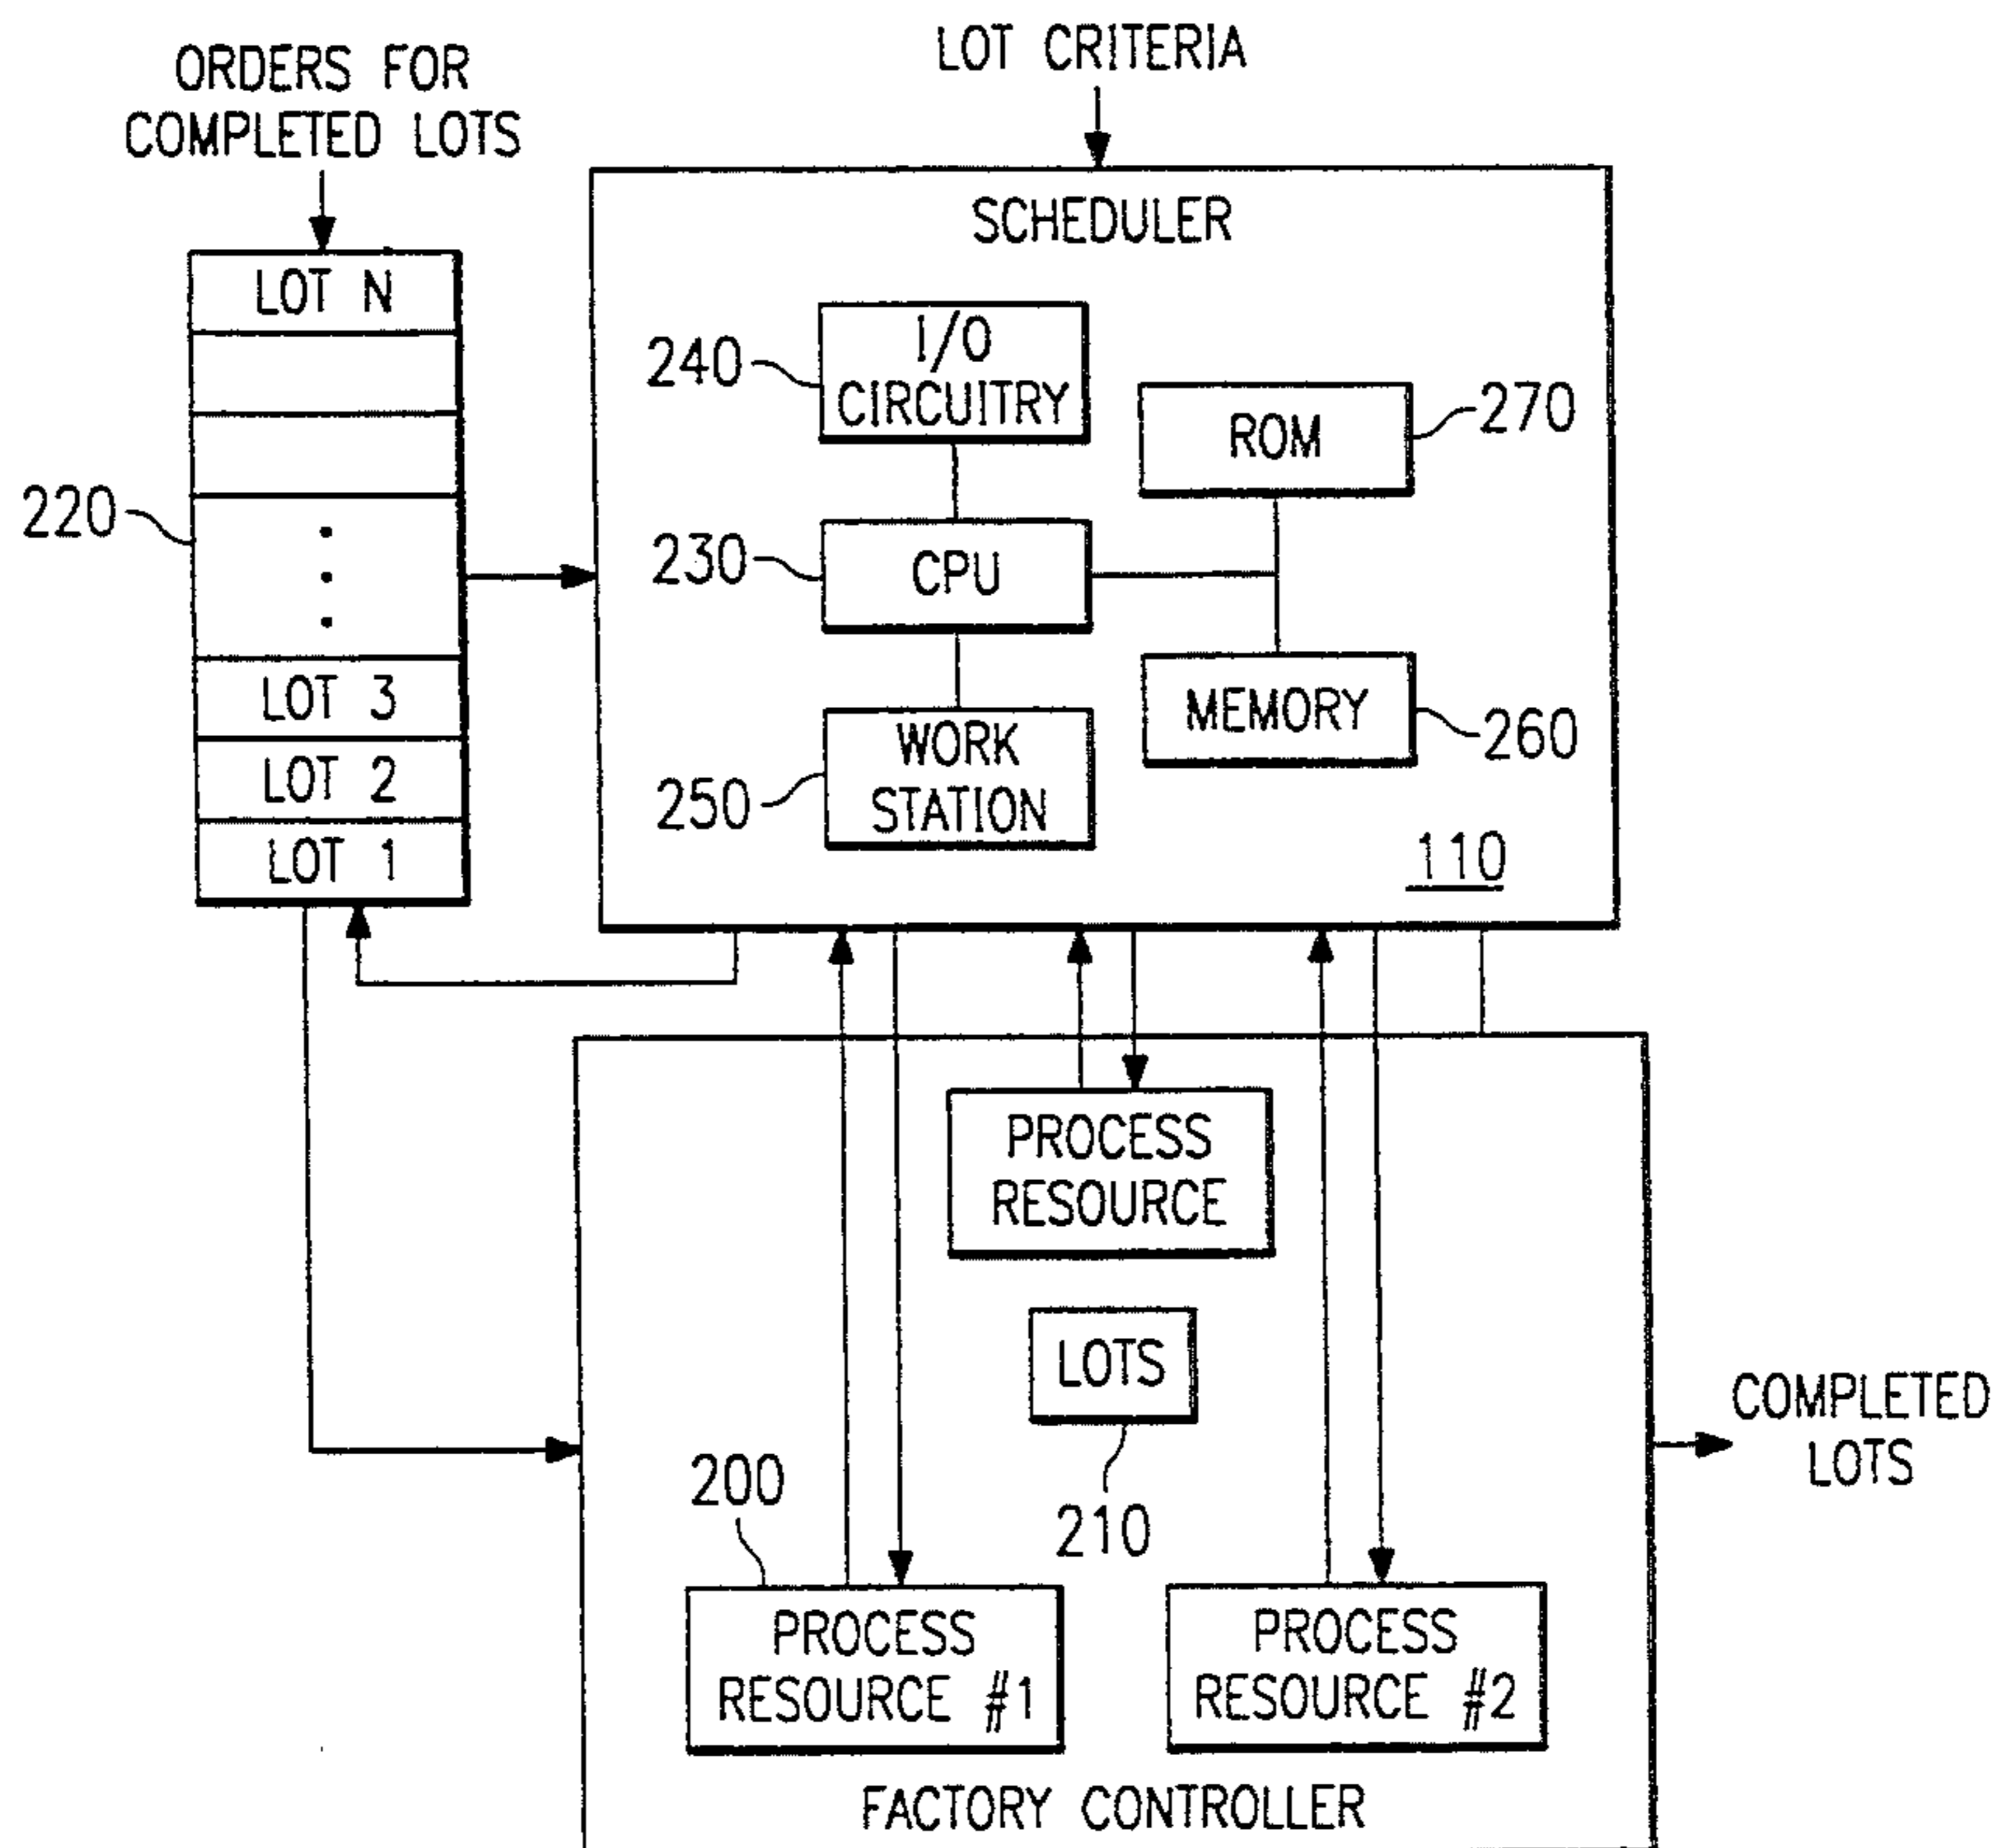 ORDERS FOR
COMPLETED LOTS
LOT CRITERIA
LOT N
220
LOT 3
LOT 2
LOT 1
SCHEDULER
240
I/O
CIRCUITRY
ROM
270
230
CPU
MEMORY
260
250
WORK
STATION
110
PROCESS
RESOURCE
LOTS
210
200
PROCESS
RESOURCE #1
PROCESS
RESOURCE #2
FACTORY CONTROLLER
COMPLETED
LOTS